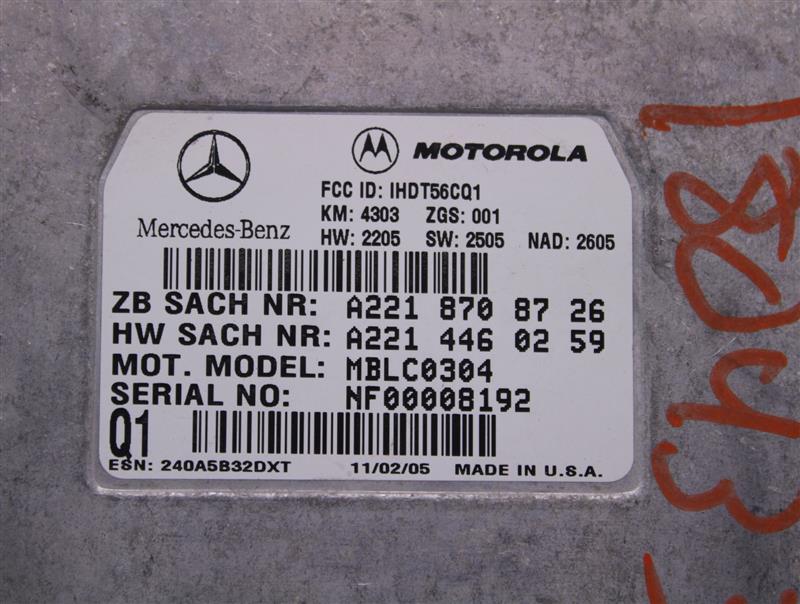 MOTOROLA
Mercedes-Benz
FCC ID: IHDT56CQ1
KM: 4303 ZGS: 001
HW: 2205 SW: 2505 NAD: 2605
ZB SACH NR: A221 870 87 26
HW SACH NR: A221 446 02 59
MOT. MODEL: MBLC0304
SERIAL NO: NF00008192
Q1
ESN: 240A5B32DXT 11/02/05 MADE IN U.S.A.